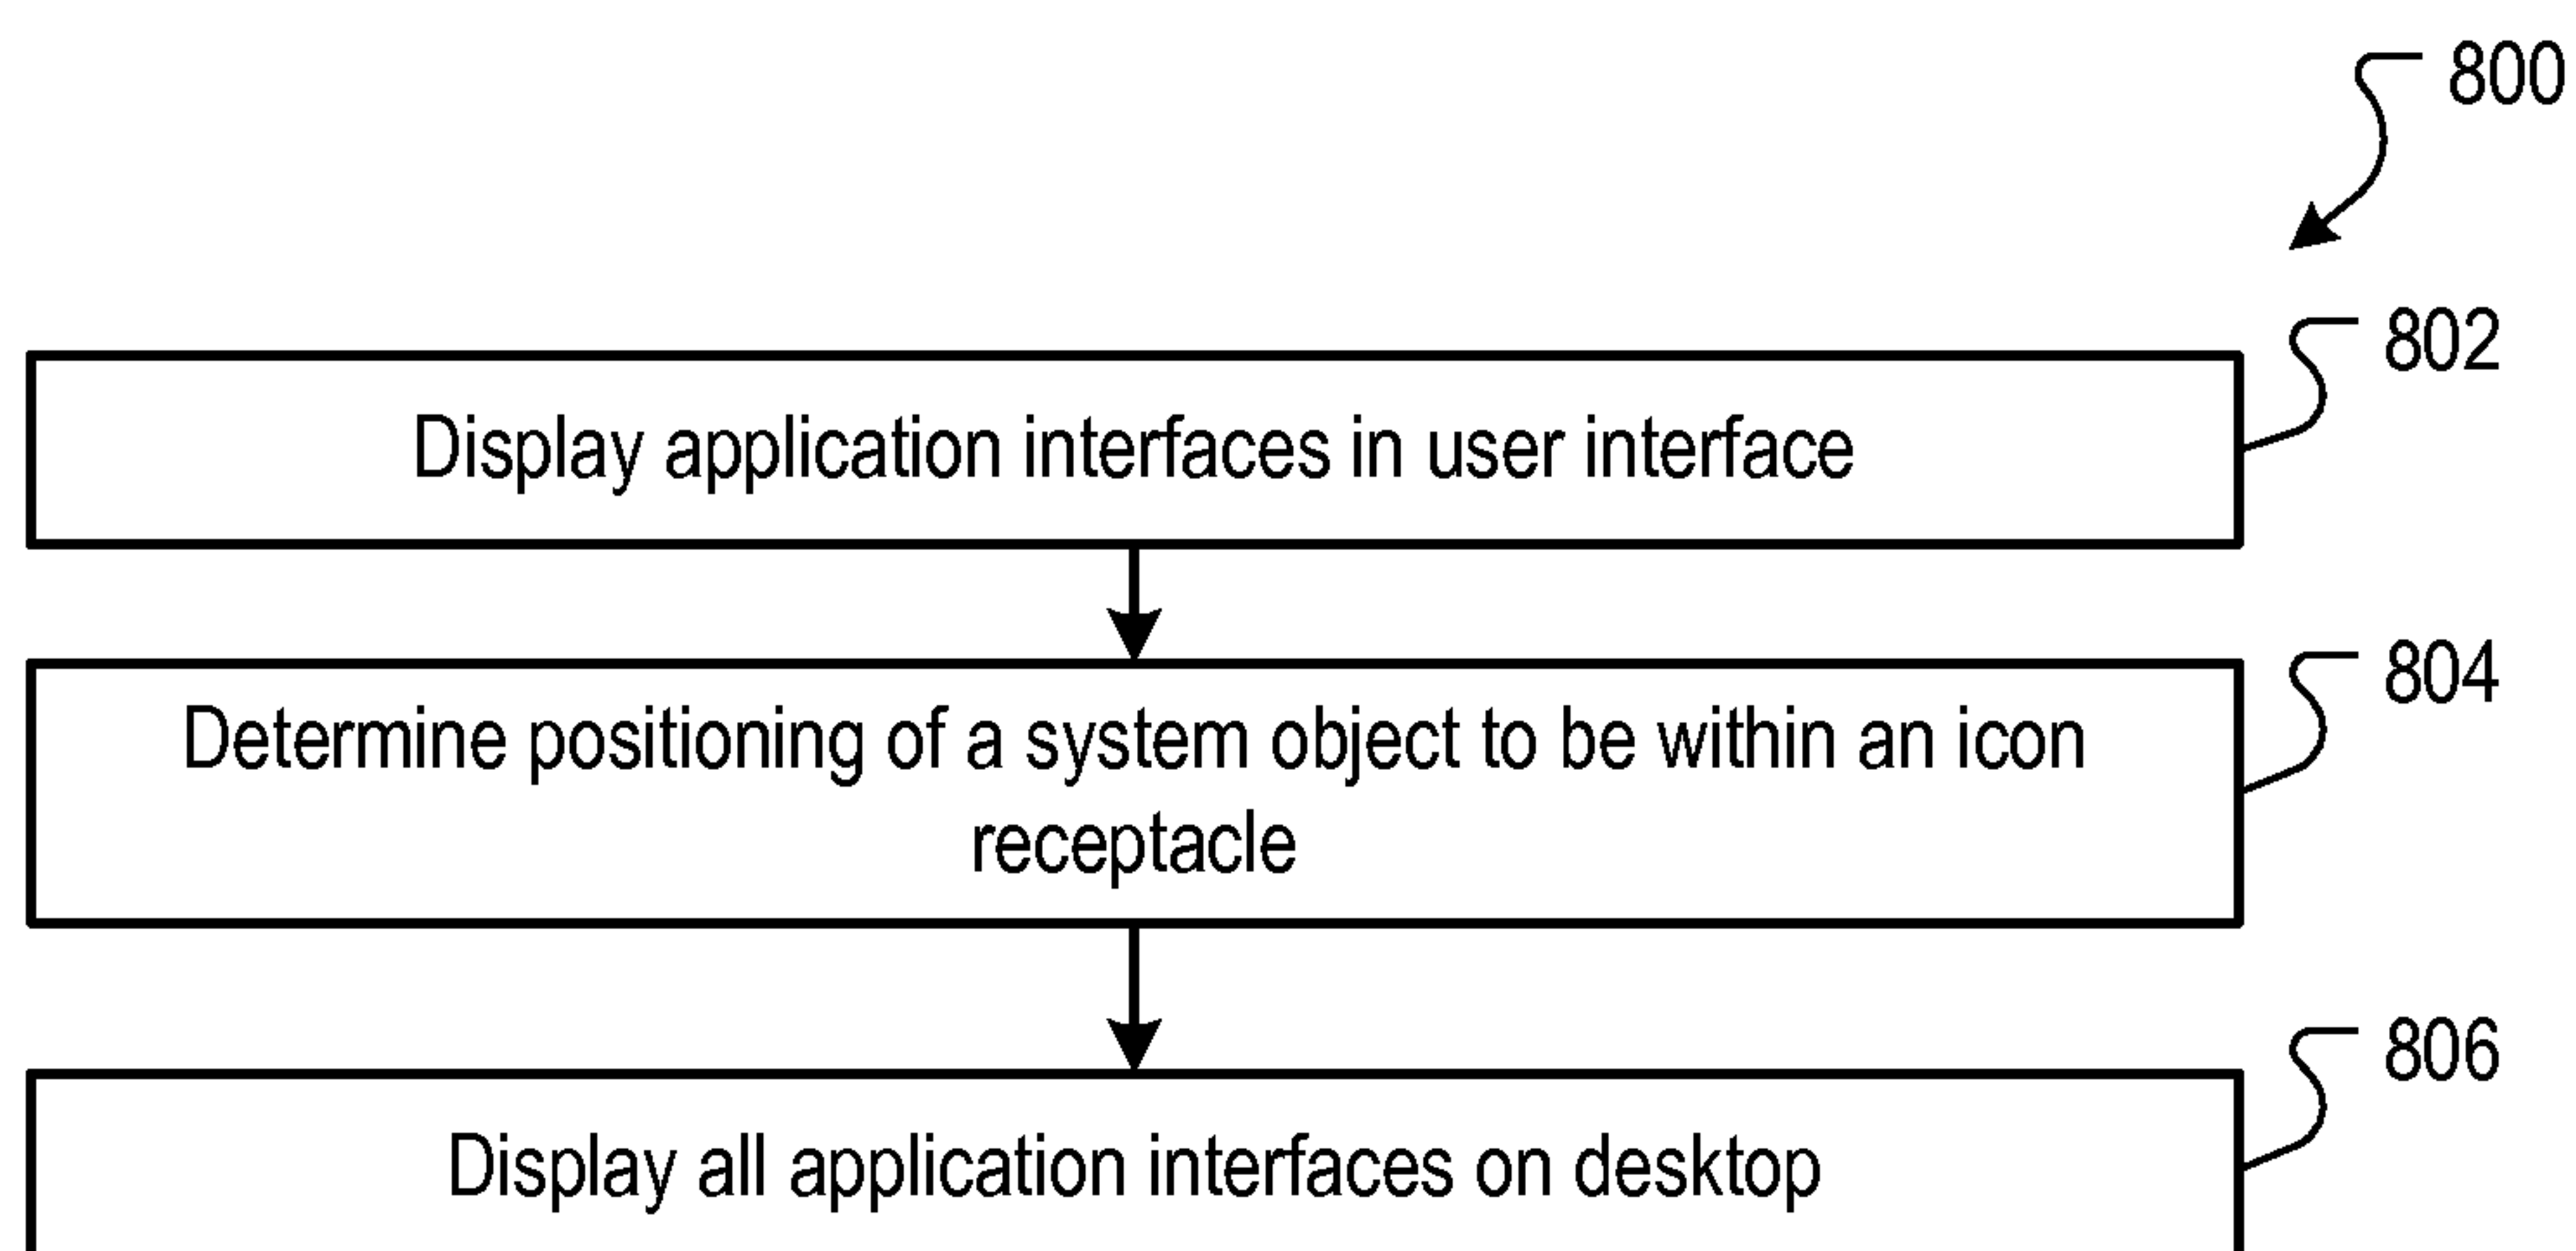 800
802
Display application interfaces in user interface
804
Determine positioning of a system object to be within an icon
receptacle
806
Display all application interfaces on desktop